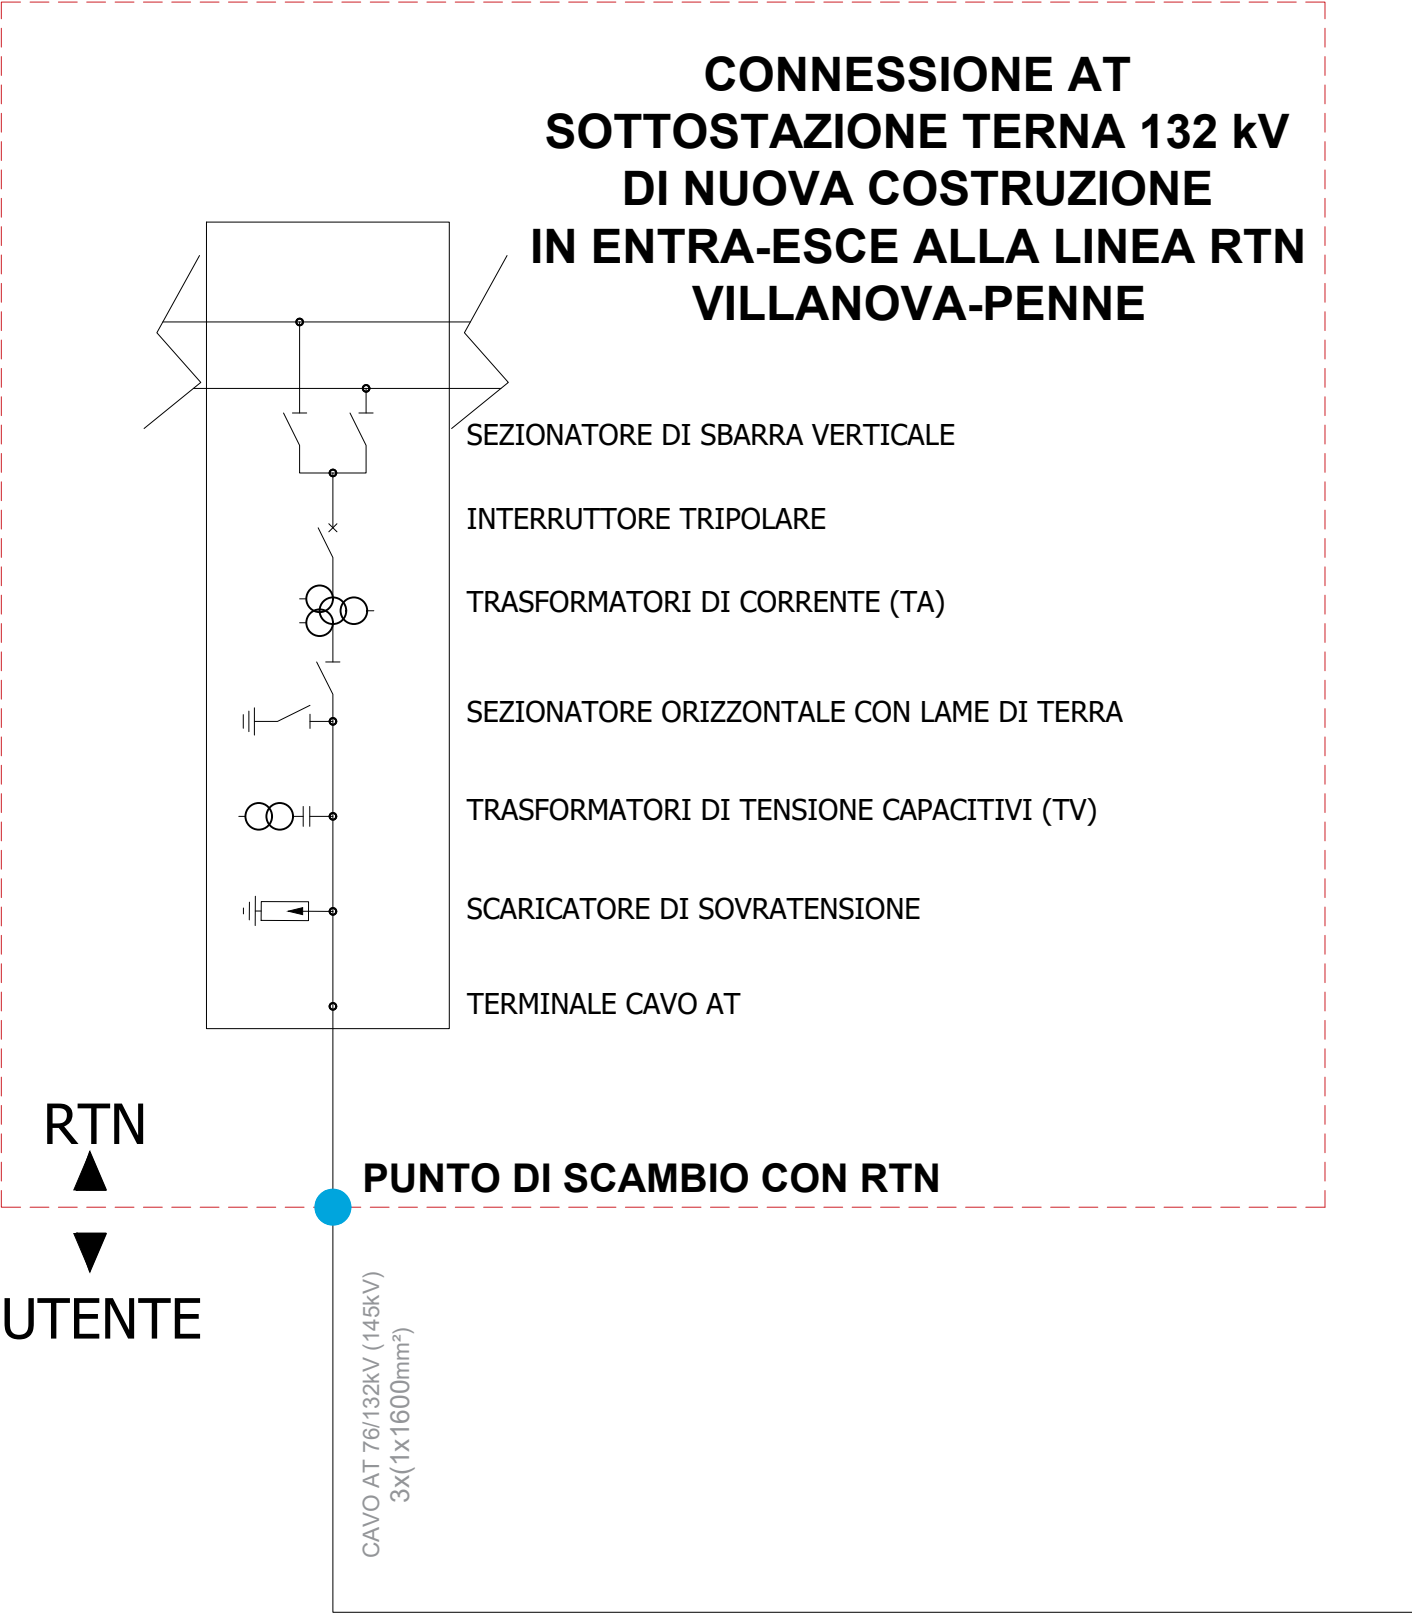 CONNESSIONE AT
SOTTOSTAZIONE TERNA 132 kV
DI NUOVA COSTRUZIONE
IN ENTRA-ESCE ALLA LINEA RTN
VILLANOVA-PENNE
SEZIONATORE DI SBARRA VERTICALE
INTERRUTTORE TRIPOLARE
TRASFORMATORI DI CORRENTE (TA)
SEZIONATORE ORIZZONTALE CON LAME DI TERRA
TRASFORMATORI DI TENSIONE CAPACITIVI (TV)
SCARICATORE DI SOVRATENSIONE
TERMINALE CAVO AT
RTN
PUNTO DI SCAMBIO CON RTN
UTENTE
CAVO AT 76/132kV (145kV)
3x(1x1600mm²)